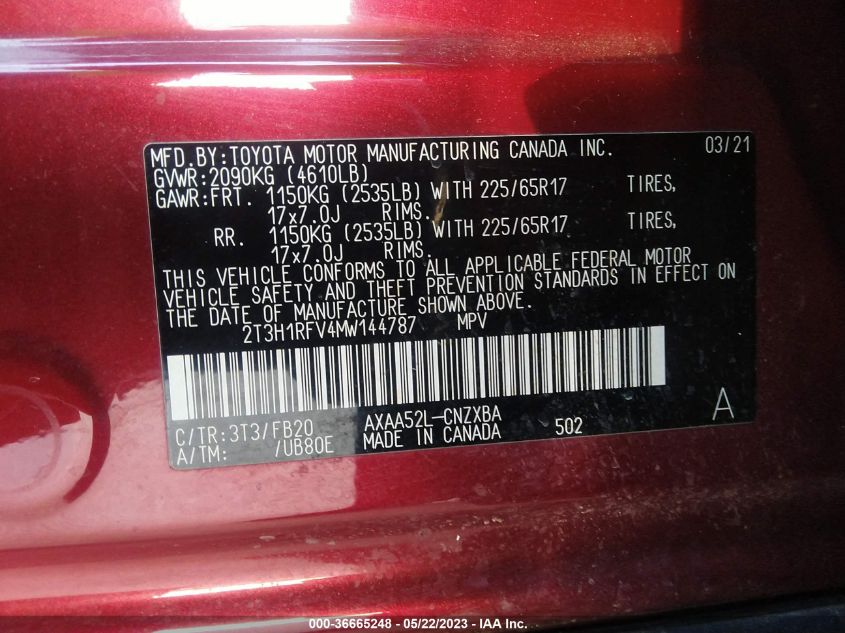 MFD.BY:TOYOTA MOTOR MANUFACTURING CANADA INC. 03/21
GVWR:2090KG (4610LB)
GAWR:FRT. 1150KG (2535LB) WITH 225/65R17 TIRES,
17x7.0J RIMS.
RR. 1150KG (2535LB) WITH 225/65R17 TIRES,
17x7.0J RIMS.
THIS VEHICLE CONFORMS TO ALL APPLICABLE FEDERAL MOTOR
VEHICLE SAFETY AND THEFT PREVENTION STANDARDS IN EFFECT ON
THE DATE OF MANUFACTURE SHOWN ABOVE.
2T3H1RFV4MW144787 MPV
C/TR:3T3/FB20 AXAA52L-CNZXBA A
A/TM: /UB80E MADE IN CANADA 502
000-36665248 - 05/22/2023 - IAA Inc.